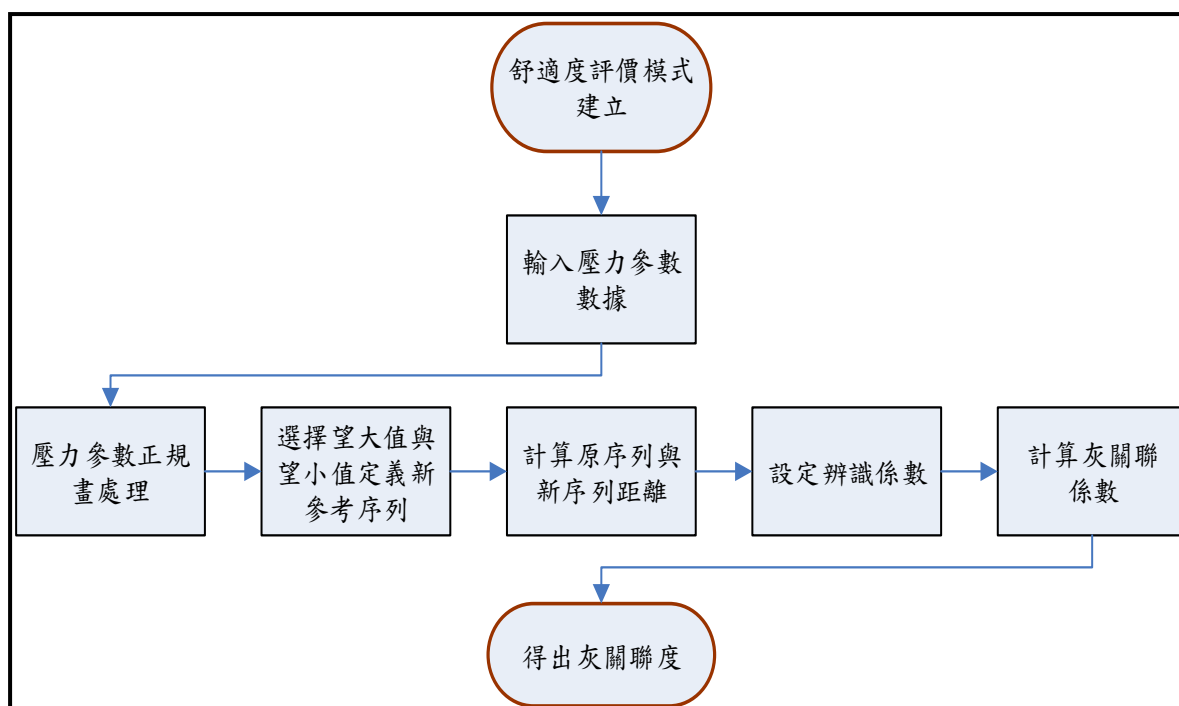 舒適度評價模式
建立
輸入壓力參數
數據
壓力參數正規
畫處理
選擇望大值與
望小值定義新
參考序列
計算原序列與
新序列距離
設定辨識係數
計算灰關聯
係數
得出灰關聯度